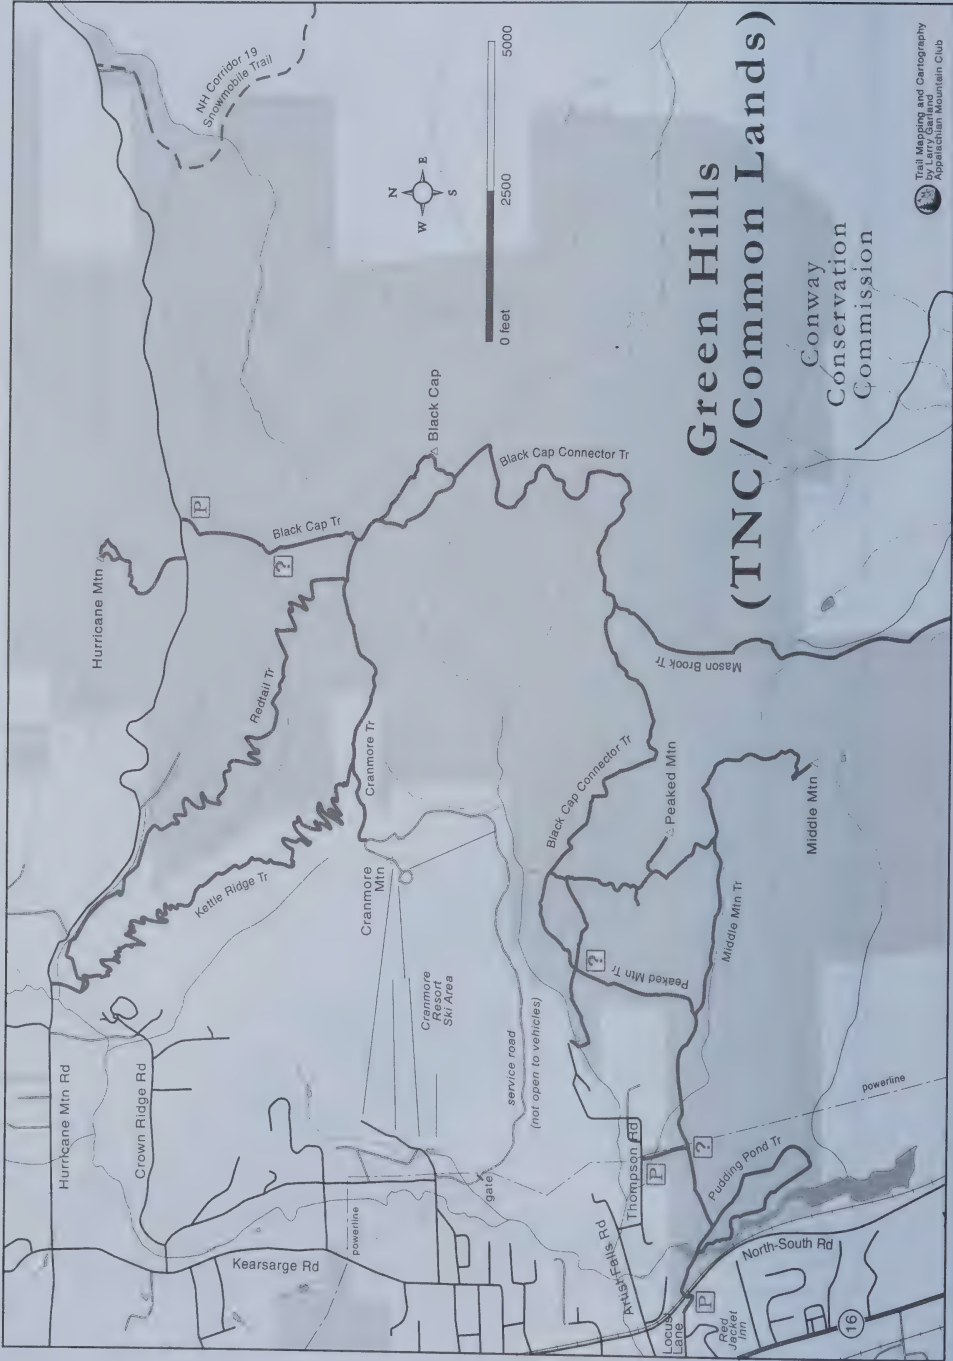 NH Corridor 19
Snowmobile Trail
N
W
E
S
0 feet
2500
5000
Green Hills
(TNC/Common Lands)
Conway
Conservation
Commission
Trail Mapping and Cartography
by Larry Garland
Appalachian Mountain Club
Hurricane Mtn
P
Black Cap Tr
?
Black Cap
Black Cap Connector Tr
Redtail Tr
Cranmore Tr
Kettle Ridge Tr
Cranmore
Mtn
Mason Brook Tr
Black Cap Connector Tr
Peaked Mtn
Middle Mtn
Middle Mtn Tr
Peaked Mtn Tr
?
Cranmore
Resort
Ski Area
service road
(not open to vehicles)
Hurricane Mtn Rd
Crown Ridge Rd
Kearsarge Rd
powerline
gate
powerline
Thompson Rd
P
?
Pudding Pond Tr
Artist Falls Rd
North-South Rd
Locust
Lane
P
Red
Jacket
Inn
16